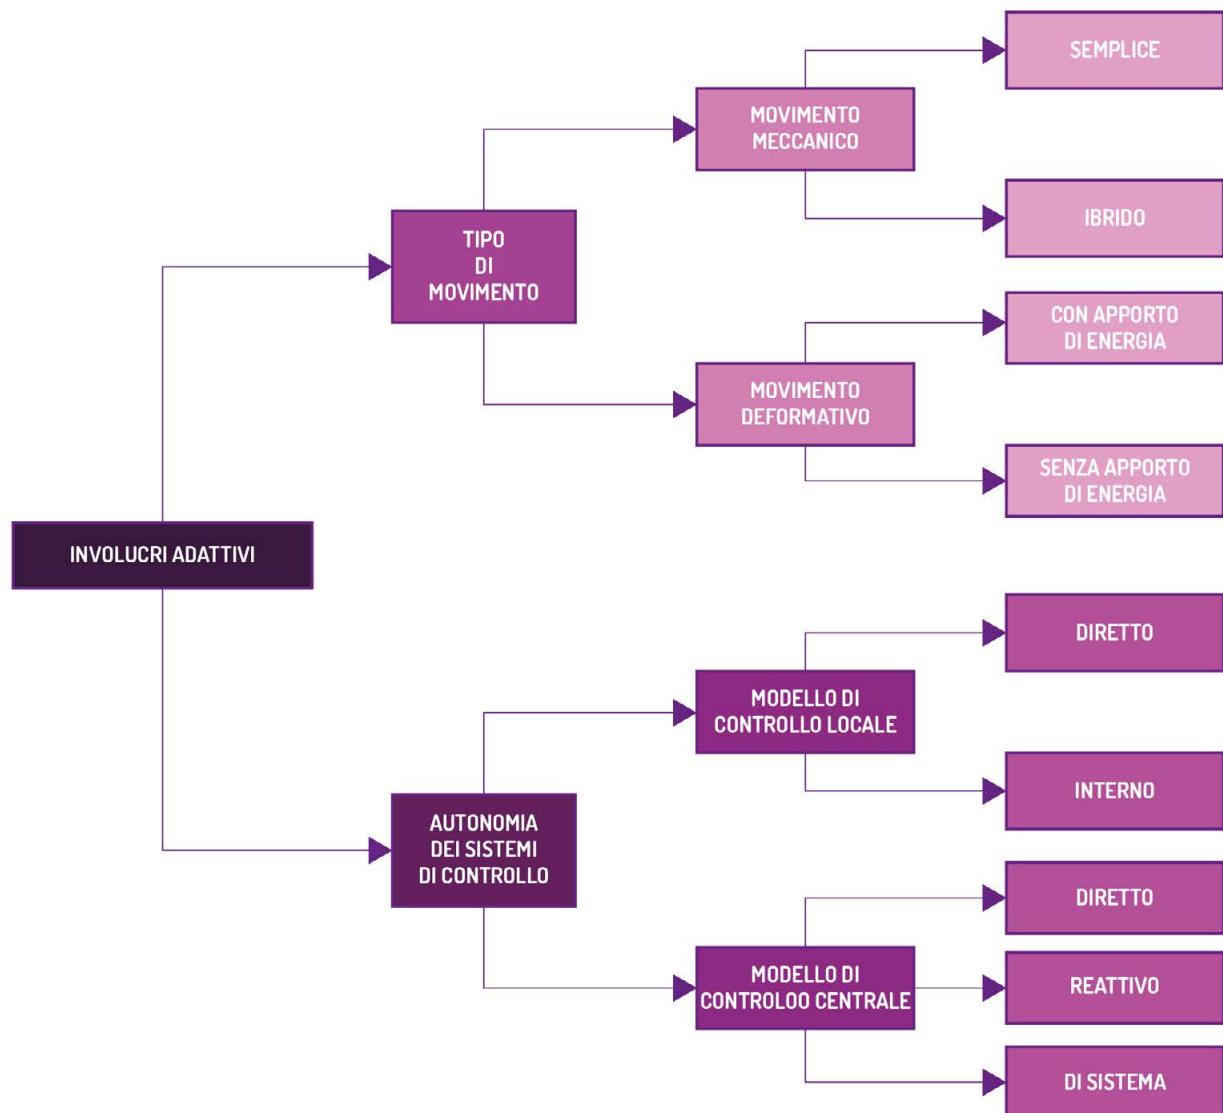 INVOLUCRI ADATTIVI
TIPO
DI
MOVIMENTO
MOVIMENTO
MECCANICO
SEMPLICE
IBRIDO
MOVIMENTO
DEFORMATIVO
CON APPORTO
DI ENERGIA
SENZA APPORTO
DI ENERGIA
AUTONOMIA
DEI SISTEMI
DI CONTROLLO
MODELLO DI
CONTROLLO LOCALE
DIRETTO
INTERNO
MODELLO DI
CONTROLOO CENTRALE
DIRETTO
REATTIVO
DI SISTEMA